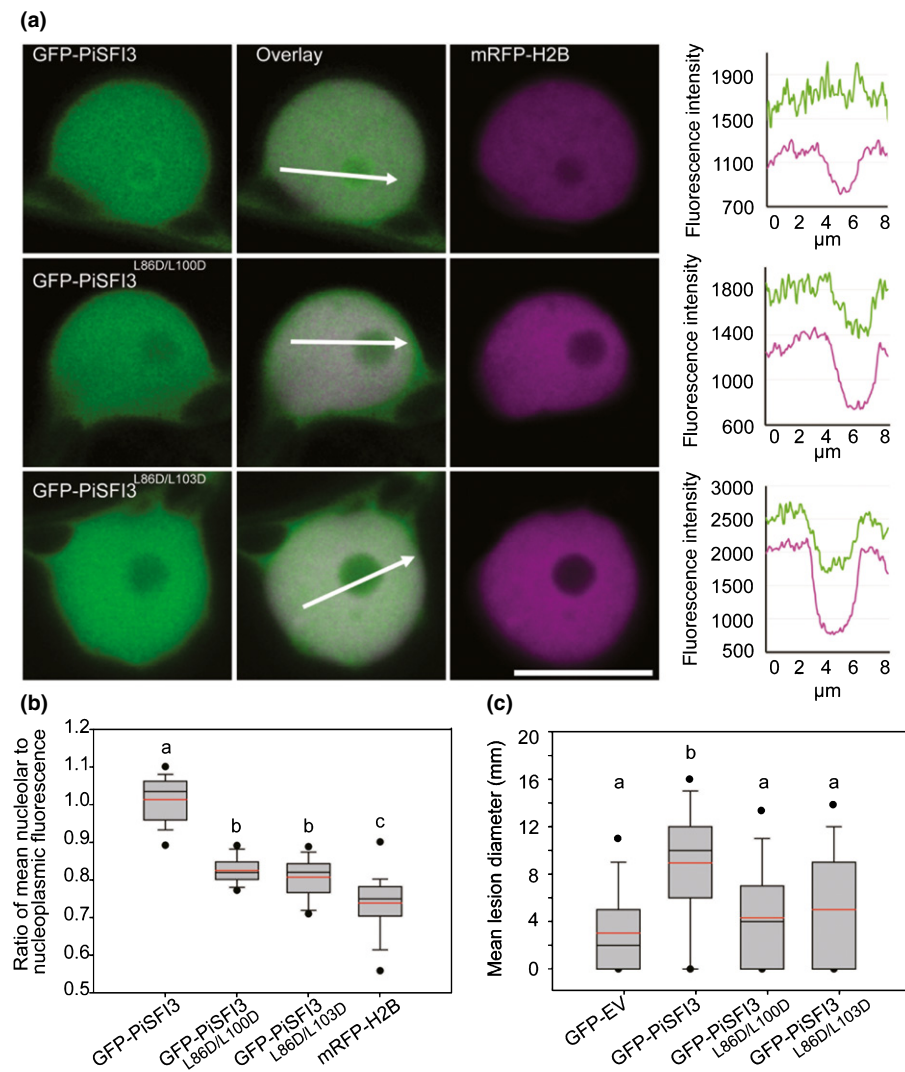 (a)
GFP-PiSFI3
Overlay
mRFP-H2B
Fluorescence intensity
1900
1500
1100
700
0 2 4 6 8
µm
GFP-PiSFI3 L86D/L100D
Fluorescence intensity
1800
1400
1000
600
0 2 4 6 8
µm
GFP-PiSFI3 L86D/L103D
Fluorescence intensity
3000
2500
2000
1500
1000
500
0 2 4 6 8
µm
(b)
Ratio of mean nucleolar to
nucleoplasmic fluorescence
1.2
1.1
1.0
0.9
0.8
0.7
0.6
0.5
a
b
b
c
GFP-PiSFI3
GFP-PiSFI3
L86D/L100D
GFP-PiSFI3
L86D/L103D
mRFP-H2B
(c)
Mean lesion diameter (mm)
20
16
12
8
4
0
a
b
a
a
GFP-EV
GFP-PiSFI3
GFP-PiSFI3
L86D/L100D
GFP-PiSFI3
L86D/L103D